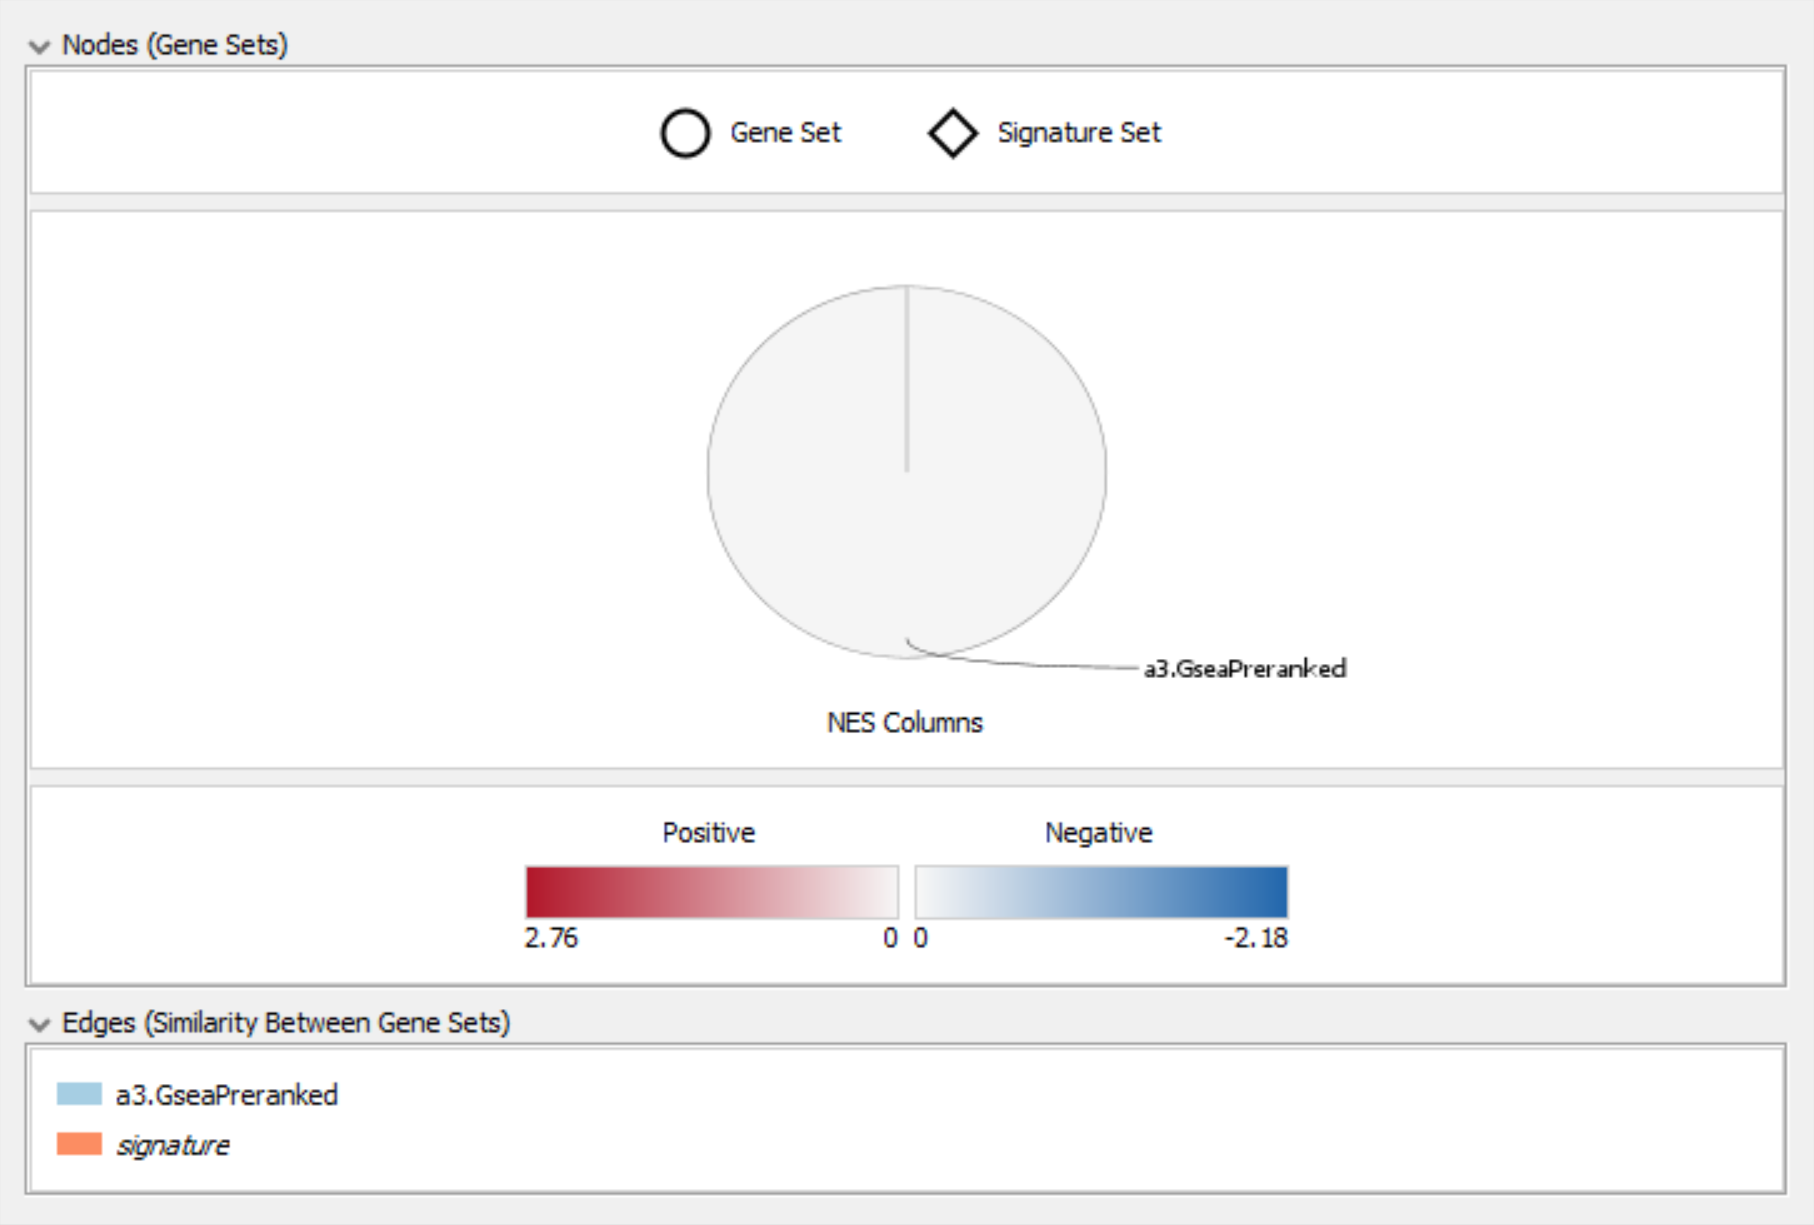 Nodes (Gene Sets)
Gene Set Signature Set
a3.GseaPreranked
NES Columns
Positive Negative
2.76 0 0 -2.18
Edges (Similarity Between Gene Sets)
a3.GseaPreranked
signature